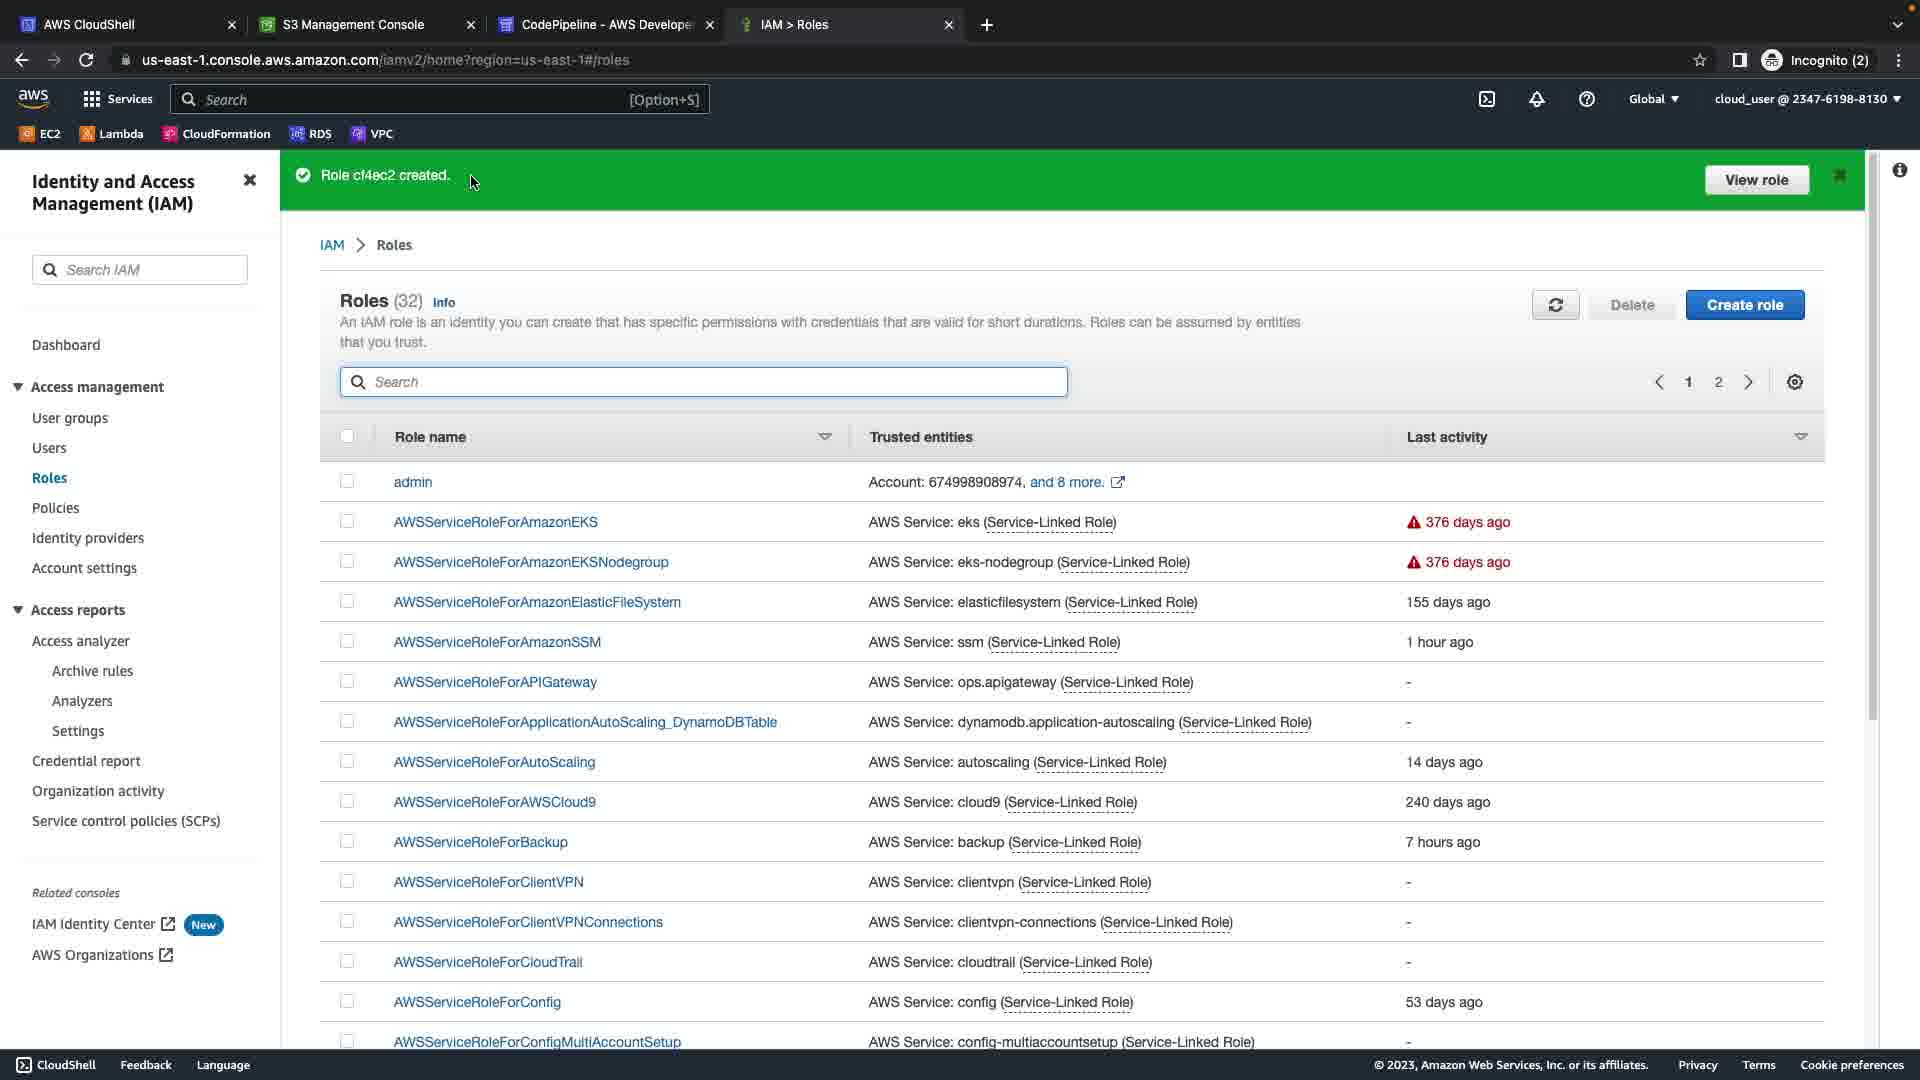 AWS CloudShell
S3 Management Console
CodePipeline - AWS Develope
IAM > Roles
us-east-1.console.aws.amazon.com/iamv2/home?region=us-east-1#/roles
Incognito (2)
aws
Services
Search
[Option+S]
Global
cloud_user @ 2347-6198-8130
EC2
Lambda
CloudFormation
RDS
VPC
Identity and Access
Management (IAM)
Search IAM
Dashboard
Access management
User groups
Users
Roles
Policies
Identity providers
Account settings
Access reports
Access analyzer
Archive rules
Analyzers
Settings
Credential report
Organization activity
Service control policies (SCPs)
Related consoles
IAM Identity Center New
AWS Organizations
Role cf4ec2 created.
View role
IAM > Roles
Roles (32) Info
An IAM role is an identity you can create that has specific permissions with credentials that are valid for short durations. Roles can be assumed by entities
that you trust.
Delete
Create role
Search
1 2
Role name Trusted entities Last activity
admin Account: 674998908974, and 8 more.
AWSServiceRoleForAmazonEKS AWS Service: eks (Service-Linked Role) 376 days ago
AWSServiceRoleForAmazonEKSNodegroup AWS Service: eks-nodegroup (Service-Linked Role) 376 days ago
AWSServiceRoleForAmazonElasticFileSystem AWS Service: elasticfilesystem (Service-Linked Role) 155 days ago
AWSServiceRoleForAmazonSSM AWS Service: ssm (Service-Linked Role) 1 hour ago
AWSServiceRoleForAPIGateway AWS Service: ops.apigateway (Service-Linked Role) -
AWSServiceRoleForApplicationAutoScaling_DynamoDBTable AWS Service: dynamodb.application-autoscaling (Service-Linked Role) -
AWSServiceRoleForAutoScaling AWS Service: autoscaling (Service-Linked Role) 14 days ago
AWSServiceRoleForAWSCloud9 AWS Service: cloud9 (Service-Linked Role) 240 days ago
AWSServiceRoleForBackup AWS Service: backup (Service-Linked Role) 7 hours ago
AWSServiceRoleForClientVPN AWS Service: clientvpn (Service-Linked Role) -
AWSServiceRoleForClientVPNConnections AWS Service: clientvpn-connections (Service-Linked Role) -
AWSServiceRoleForCloudTrail AWS Service: cloudtrail (Service-Linked Role) -
AWSServiceRoleForConfig AWS Service: config (Service-Linked Role) 53 days ago
AWSServiceRoleForConfigMultiAccountSetup AWS Service: config-multiaccountsetup (Service-Linked Role) -
CloudShell Feedback Language
© 2023, Amazon Web Services, Inc. or its affiliates. Privacy Terms Cookie preferences